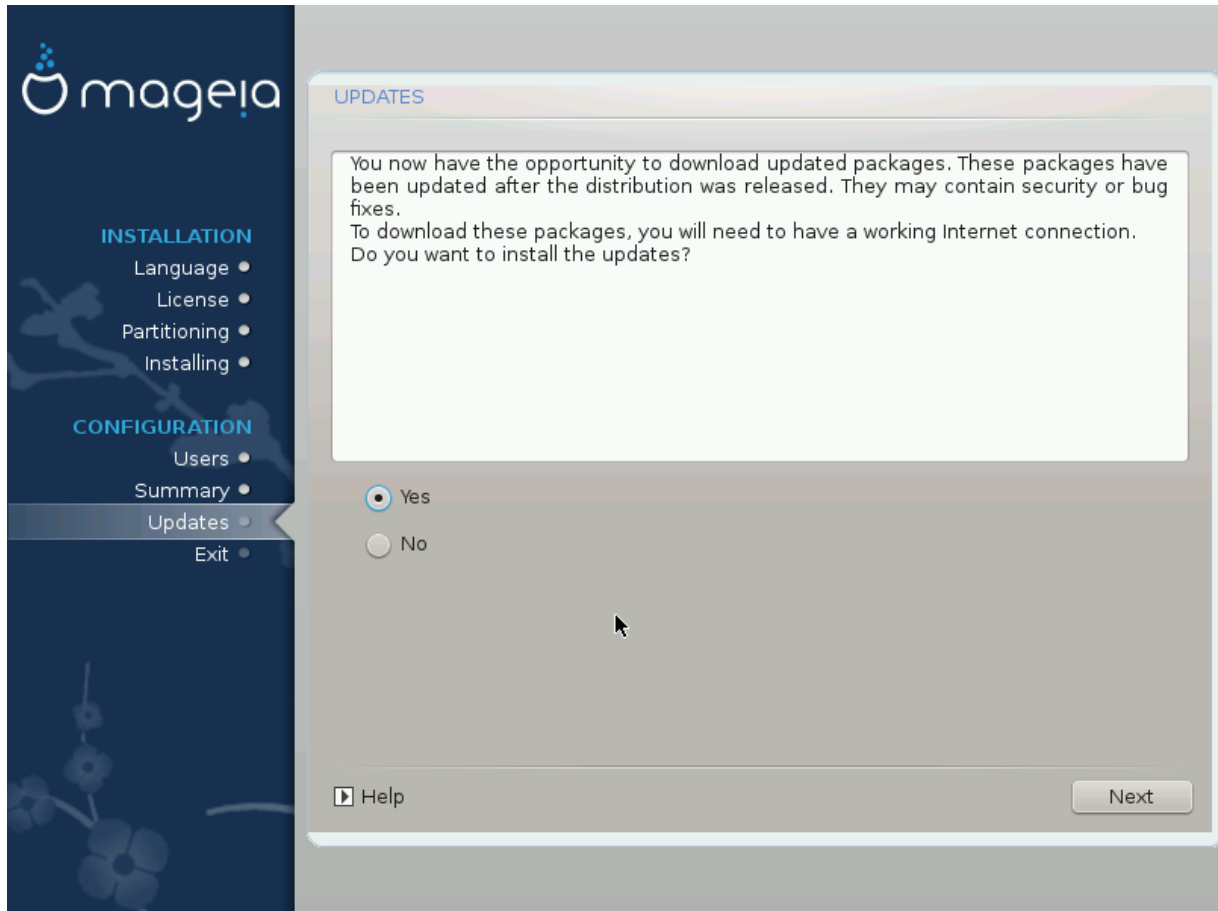 mageia
INSTALLATION
Language
License
Partitioning
Installing
CONFIGURATION
Users
Summary
Updates
Exit
UPDATES
You now have the opportunity to download updated packages. These packages have
been updated after the distribution was released. They may contain security or bug
fixes.
To download these packages, you will need to have a working Internet connection.
Do you want to install the updates?
Yes
No
Help
Next